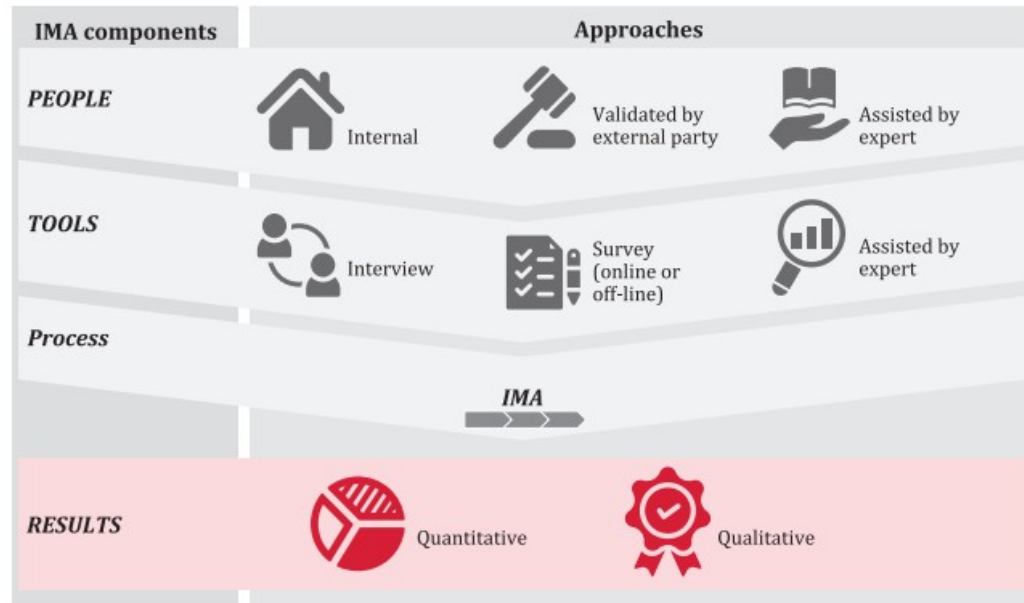 IMA components
Approaches
PEOPLE
Internal
Validated by
external party
Assisted by
expert
TOOLS
Interview
Survey
(online or
off-line)
Assisted by
expert
Process
IMA
RESULTS
Quantitative
Qualitative